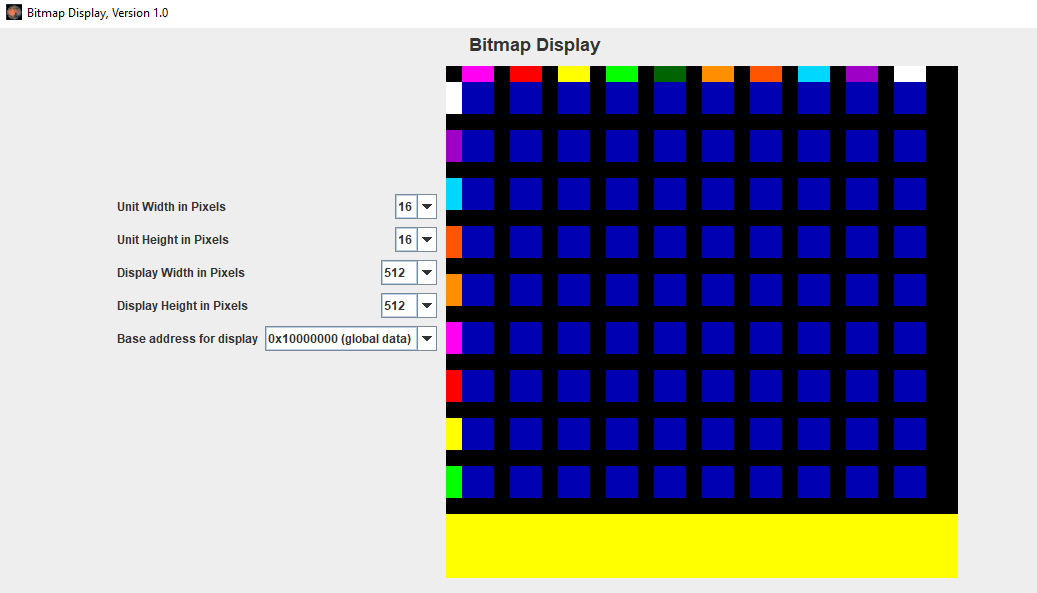 Bitmap Display, Version 1.0
Bitmap Display
Unit Width in Pixels 16
Unit Height in Pixels 16
Display Width in Pixels 512
Display Height in Pixels 512
Base address for display 0x10000000 (global data)